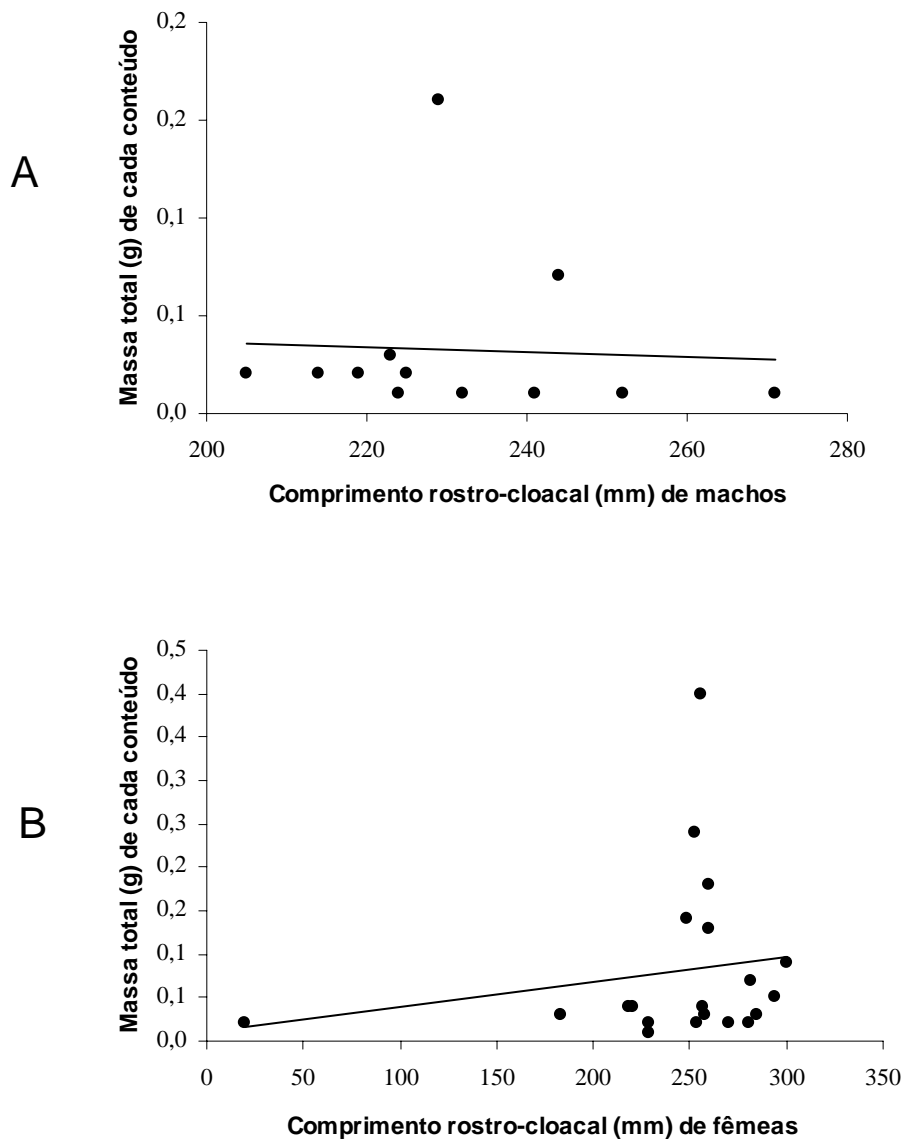 A
Massa total (g) de cada conteúdo
0,2
0,2
0,1
0,1
0,0
200 220 240 260 280
Comprimento rostro-cloacal (mm) de machos
B
Massa total (g) de cada conteúdo
0,5
0,4
0,4
0,3
0,3
0,2
0,2
0,1
0,1
0,0
0 50 100 150 200 250 300 350
Comprimento rostro-cloacal (mm) de fêmeas